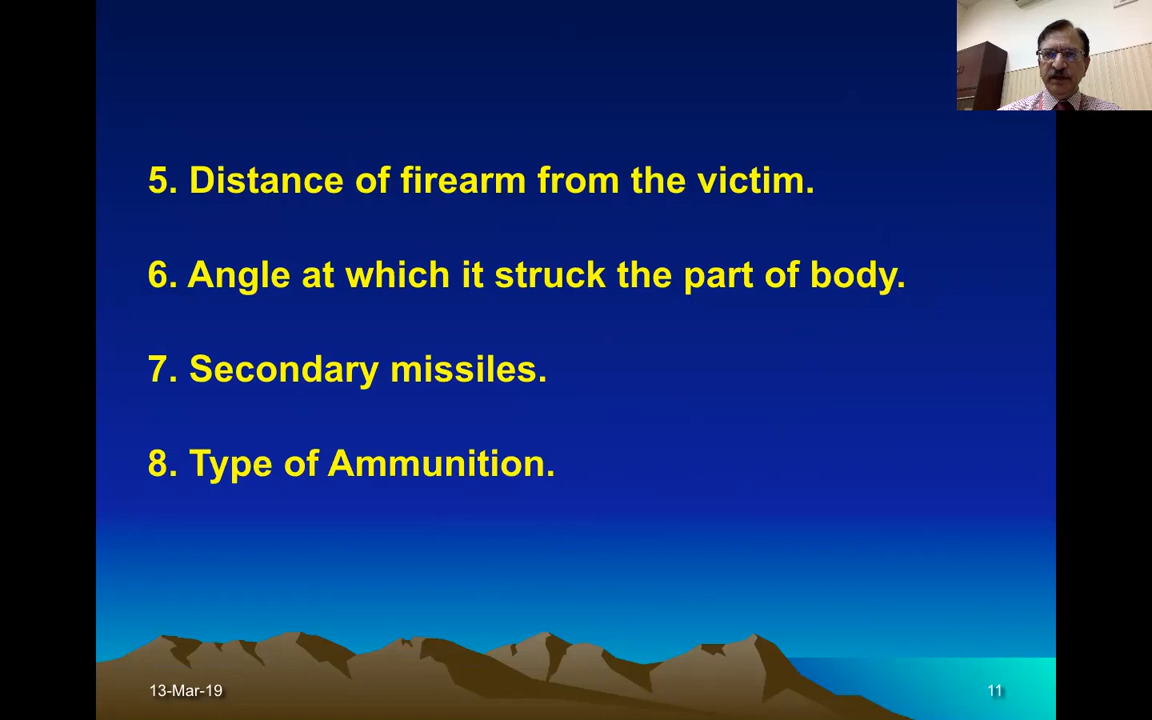 5. Distance of firearm from the victim.
6. Angle at which it struck the part of body.
7. Secondary missiles.
8. Type of Ammunition.
13-Mar-19
11